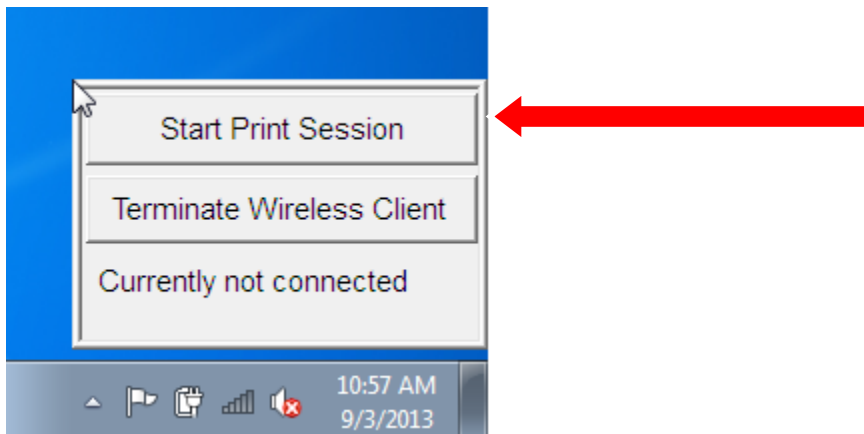 Start Print Session
Terminate Wireless Client
Currently not connected
10:57 AM
9/3/2013